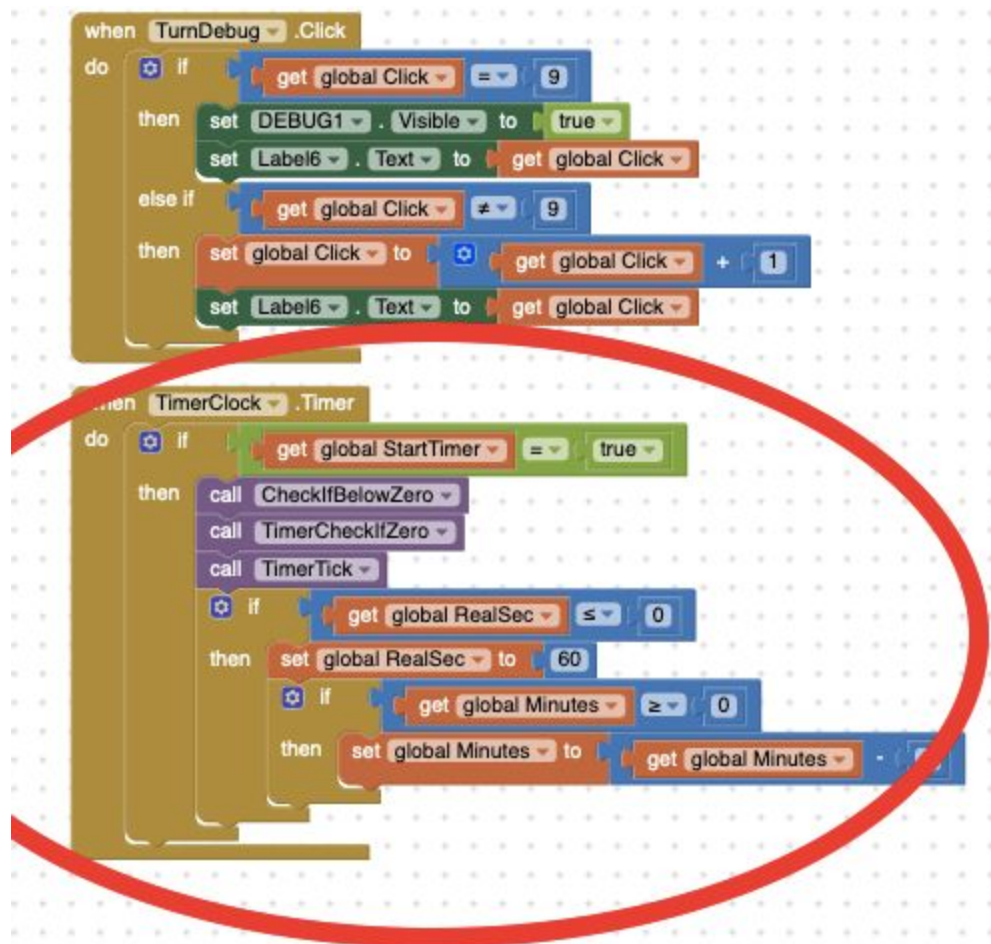 when TurnDebug .Click
do if get global Click = 9
then set DEBUG1 . Visible to true
set Label6 . Text to get global Click
else if get global Click ≠ 9
then set global Click to get global Click + 1
set Label6 . Text to get global Click
when TimerClock .Timer
do if get global StartTimer = true
then call CheckIfBelowZero
call TimerCheckIfZero
call TimerTick
if get global RealSec ≤ 0
then set global RealSec to 60
if get global Minutes ≥ 0
then set global Minutes to get global Minutes -